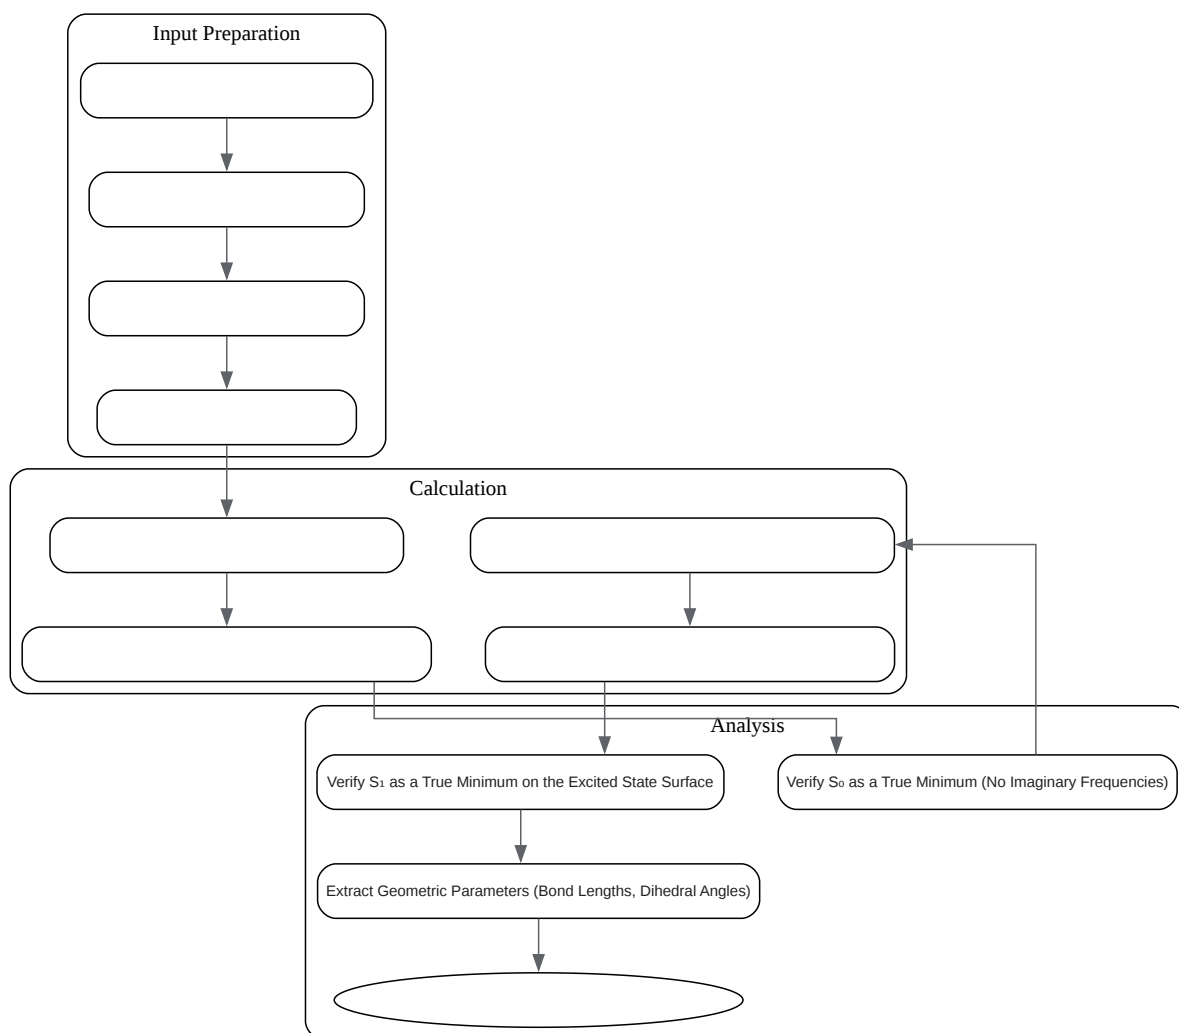 Input Preparation
Calculation
Analysis
Verify S₁ as a True Minimum on the Excited State Surface
Verify S₀ as a True Minimum (No Imaginary Frequencies)
Extract Geometric Parameters (Bond Lengths, Dihedral Angles)